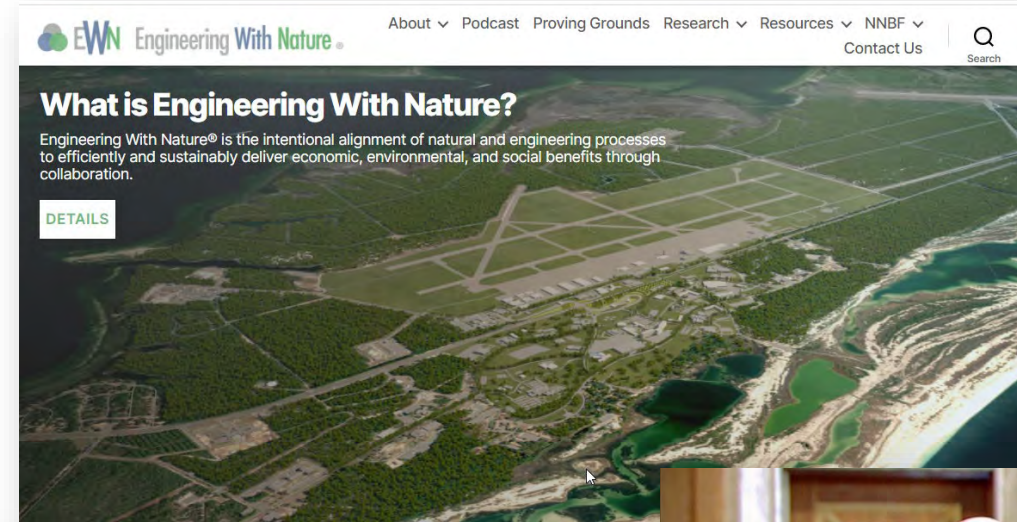 EWN Engineering With Nature ®
About Podcast Proving Grounds Research Resources NNBF
Contact Us
Search
What is Engineering With Nature?
Engineering With Nature® is the intentional alignment of natural and engineering processes
to efficiently and sustainably deliver economic, environmental, and social benefits through
collaboration.
DETAILS